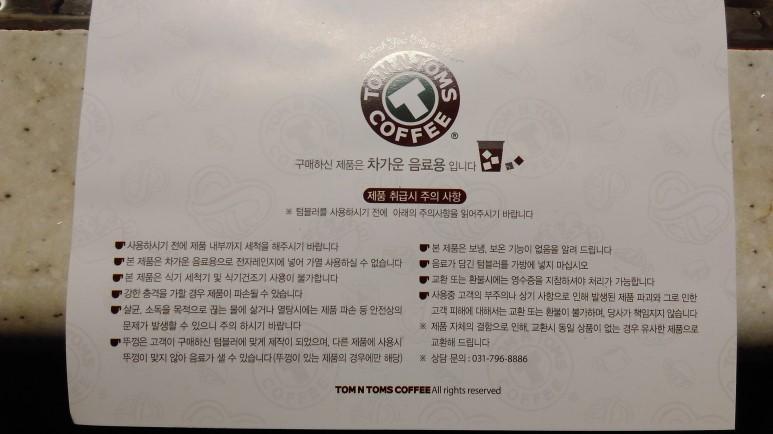 TOM N TOMS
COFFEE
®
구매하신 제품은 차가운 음료용 입니다
제품 취급시 주의 사항
※ 텀블러를 사용하시기 전에 아래의 주의사항을 읽어주시기 바랍니다
사용하시기 전에 제품 내부까지 세척을 해주시기 바랍니다
본 제품은 차가운 음료용으로 전자레인지에 넣어 가열 사용하실 수 없습니다
본 제품은 식기 세척기 및 식기건조기 사용이 불가합니다
강한 충격을 가할 경우 제품이 파손될 수 있습니다
살균, 소독을 목적으로 끓는 물에 삶거나 열탕시에는 제품 파손 등 안전상의
문제가 발생할 수 있으니 주의 하시기 바랍니다
뚜껑은 고객이 구매하신 텀블러에 맞게 제작이 되었으며, 다른 제품에 사용시
뚜껑이 맞지 않아 음료가 샐 수 있습니다(뚜껑이 있는 제품의 경우에만 해당)
본 제품은 보냉, 보온 기능이 없음을 알려 드립니다
음료가 담긴 텀블러를 가방에 넣지 마십시오
교환 또는 환불시에는 영수증을 지참하셔야 처리가 가능합니다
사용중 고객의 부주의나 상기 사항으로 인해 발생된 제품 파괴와 그로 인한
고객 피해에 대해서는 교환 또는 환불이 불가하며, 당사가 책임지지 않습니다
※ 제품 자체의 결함으로 인해, 교환시 동일 상품이 없는 경우 유사한 제품으로
교환해 드립니다
※ 상담 문의 : 031-796-8886
TOM N TOMS COFFEE All rights reserved